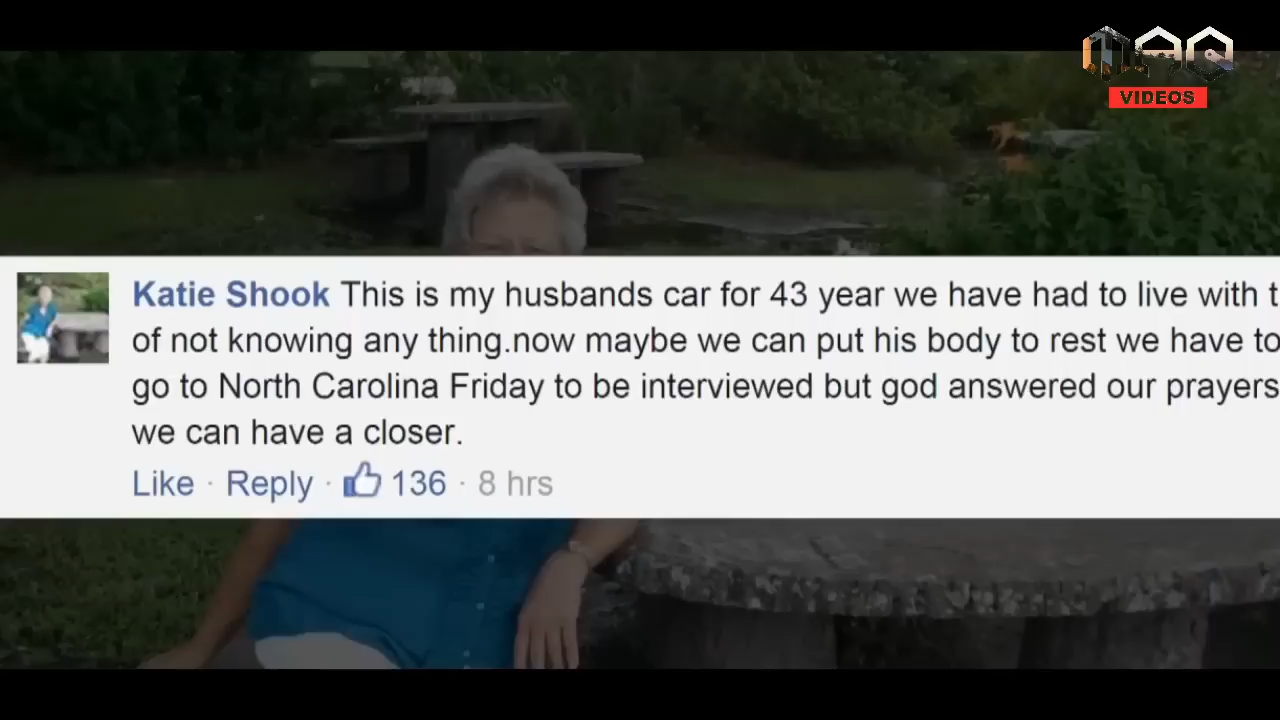 VIDEOS
Katie Shook This is my husbands car for 43 year we have had to live with
of not knowing any thing.now maybe we can put his body to rest we have to
go to North Carolina Friday to be interviewed but god answered our prayers
we can have a closer.
Like · Reply · 136 · 8 hrs